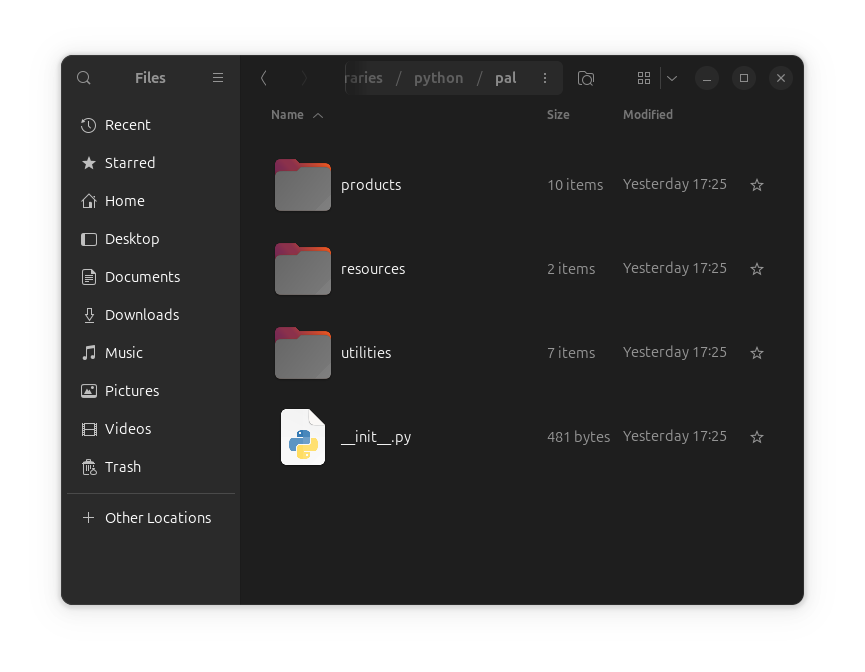 Files
raries / python / pal
Name Size Modified
Recent
Starred
Home
Desktop
Documents
Downloads
Music
Pictures
Videos
Trash
Other Locations
products 10 items Yesterday 17:25
resources 2 items Yesterday 17:25
utilities 7 items Yesterday 17:25
__init__.py 481 bytes Yesterday 17:25